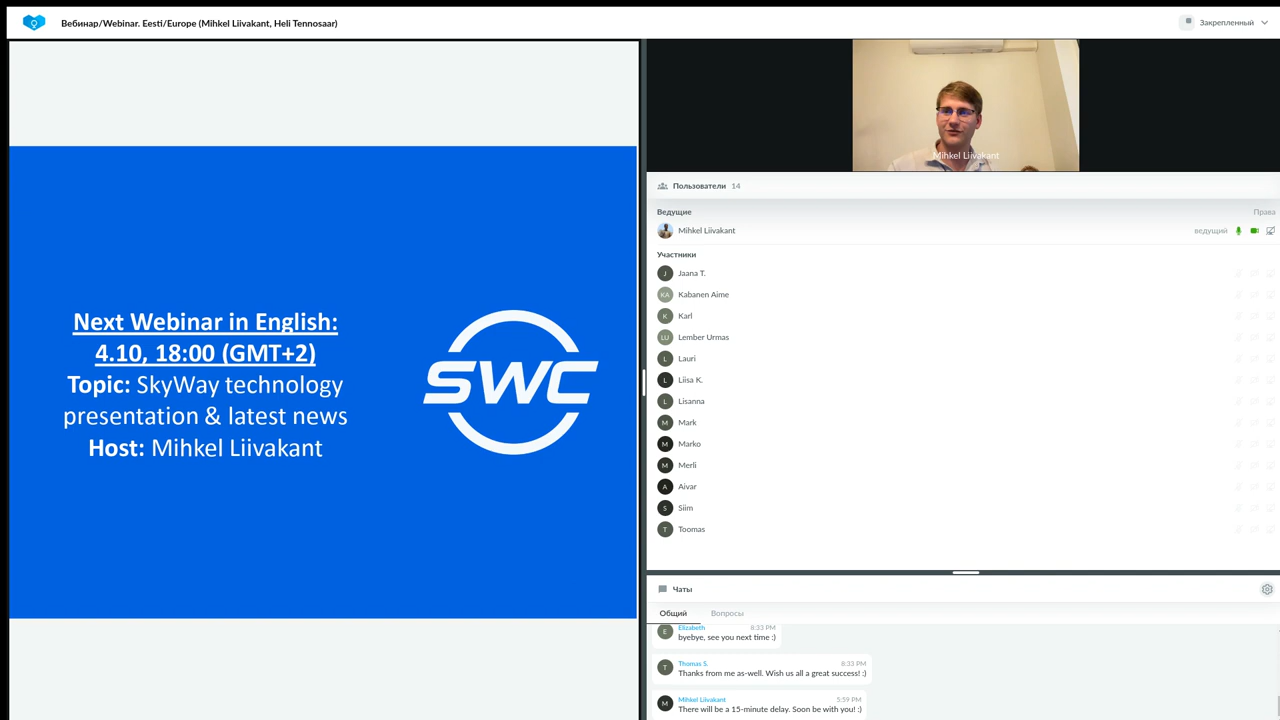 Вебинар/Webinar. Eesti/Europe (Mihkel Liivakant, Heli Tennosaar)
Закрепленный
Next Webinar in English:
4.10, 18:00 (GMT+2)
Topic: SkyWay technology
presentation & latest news
Host: Mihkel Liivakant
SWC
Mihkel Liivakant
Пользователи 14
Ведущие Права
Mihkel Liivakant ведущий
Участники
J Jaana T.
KA Kabanen Aime
K Karl
LU Lember Urmas
L Lauri
L Liisa K.
L Lisanna
M Mark
M Marko
M Merli
A Aivar
S Siim
T Toomas
Чаты
Общий Вопросы
E Elizabeth 8:33 PM
byebye, see you next time :)
T Thomas S. 8:33 PM
Thanks from me as-well. Wish us all a great success! :)
M Mihkel Liivakant 5:59 PM
There will be a 15-minute delay. Soon be with you! :)